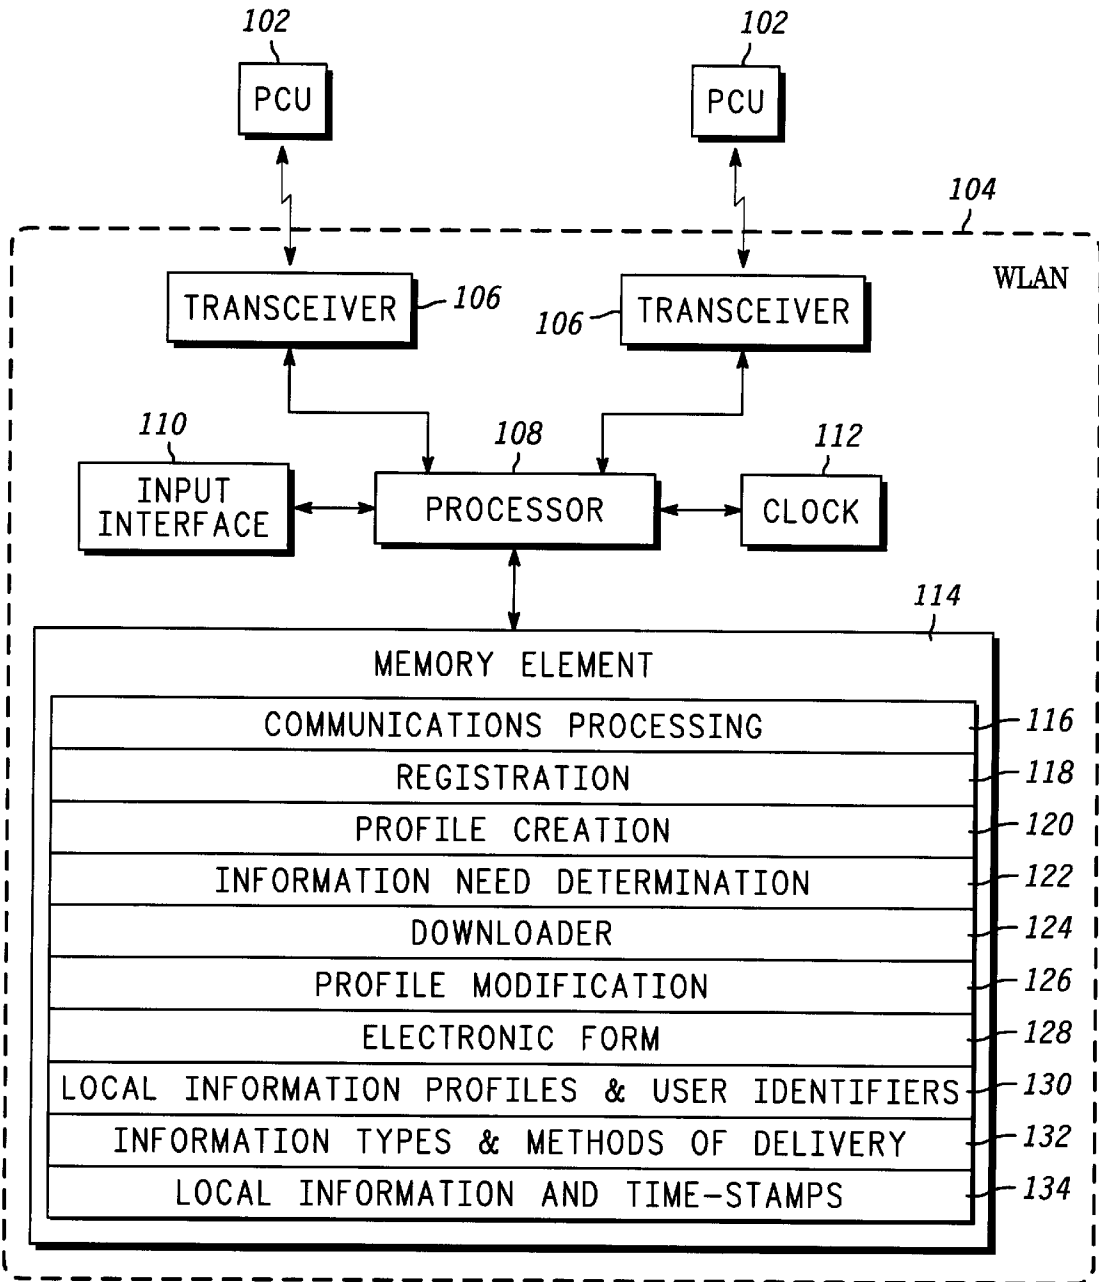 102
102
PCU
PCU
104
WLAN
TRANSCEIVER
106
106
TRANSCEIVER
110
108
112
INPUT
INTERFACE
PROCESSOR
CLOCK
114
MEMORY ELEMENT
COMMUNICATIONS PROCESSING
116
REGISTRATION
118
PROFILE CREATION
120
INFORMATION NEED DETERMINATION
122
DOWNLOADER
124
PROFILE MODIFICATION
126
ELECTRONIC FORM
128
LOCAL INFORMATION PROFILES & USER IDENTIFIERS
130
INFORMATION TYPES & METHODS OF DELIVERY
132
LOCAL INFORMATION AND TIME-STAMPS
134